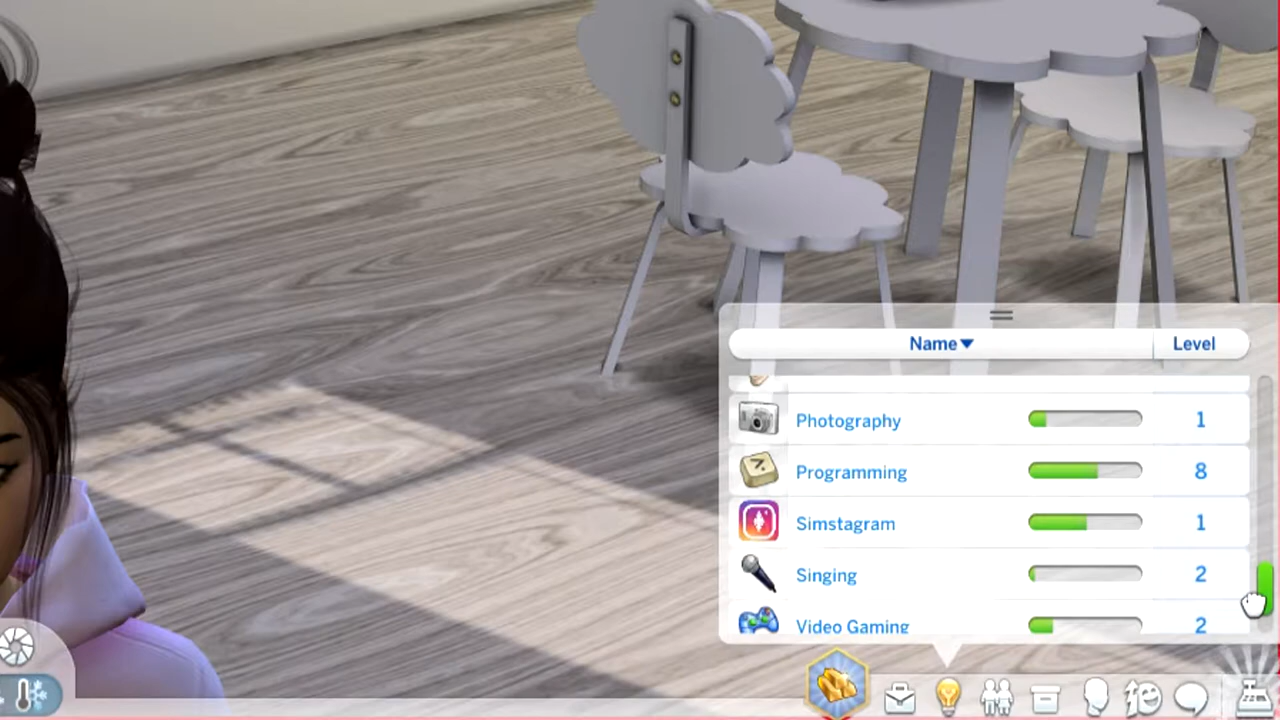 Name Level
Photography 1
Programming 8
Simstagram 1
Singing 2
Video Gaming 2